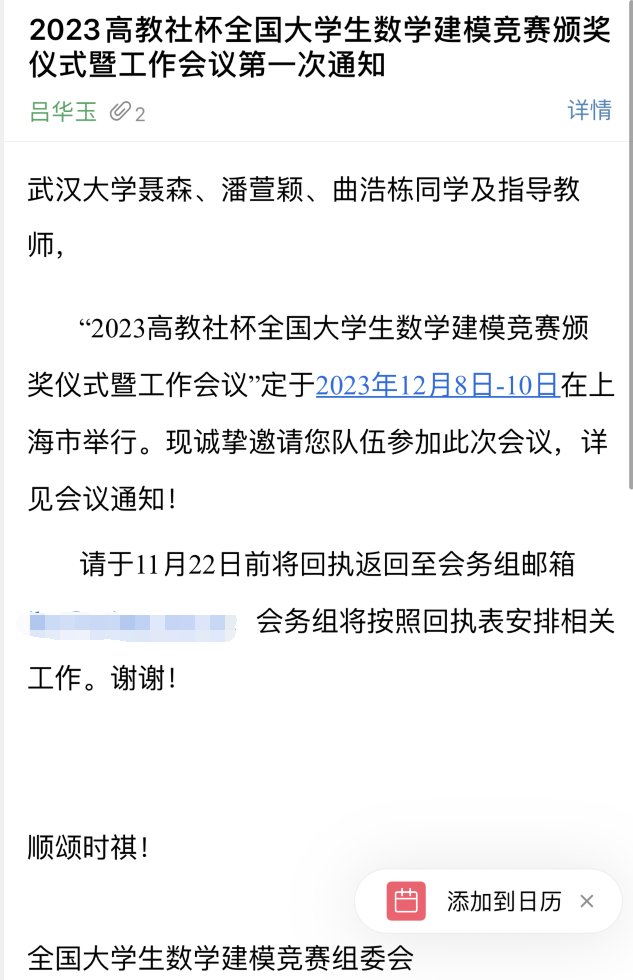 2023高教社杯全国大学生数学建模竞赛颁奖
仪式暨工作会议第一次通知
吕华玉 2
详情
武汉大学聂森、潘萱颖、曲浩栋同学及指导教
师,
“2023高教社杯全国大学生数学建模竞赛颁
奖仪式暨工作会议”定于2023年12月8日-10日在上
海市举行。现诚挚邀请您队伍参加此次会议，详
见会议通知！
请于11月22日前将回执返回至会务组邮箱
会务组将按照回执表安排相关
工作。谢谢！
顺颂时祺！
添加到日历 ×
全国大学生数学建模竞赛组委会